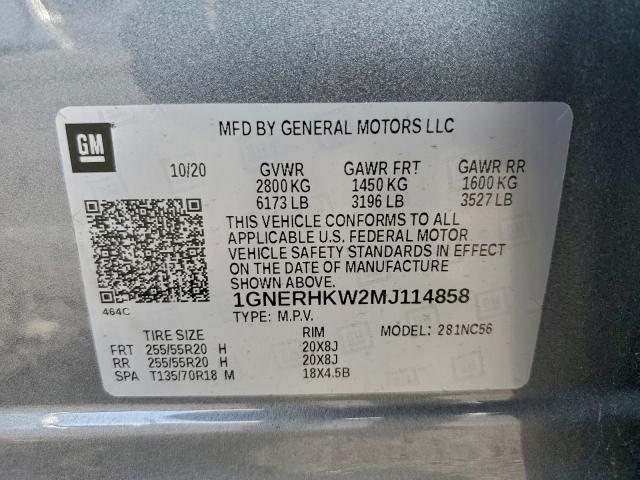 GM
MFD BY GENERAL MOTORS LLC
10/20 GVWR GAWR FRT GAWR RR
2800 KG 1450 KG 1600 KG
6173 LB 3196 LB 3527 LB
THIS VEHICLE CONFORMS TO ALL
APPLICABLE U.S. FEDERAL MOTOR
VEHICLE SAFETY STANDARDS IN EFFECT
ON THE DATE OF MANUFACTURE
SHOWN ABOVE.
464C
1GNERHKW2MJ114858
TYPE: M.P.V. MODEL: 281NC56
TIRE SIZE RIM
FRT 255/55R20 H 20X8J
RR 255/55R20 H 20X8J
SPA T135/70R18 M 18X4.5B